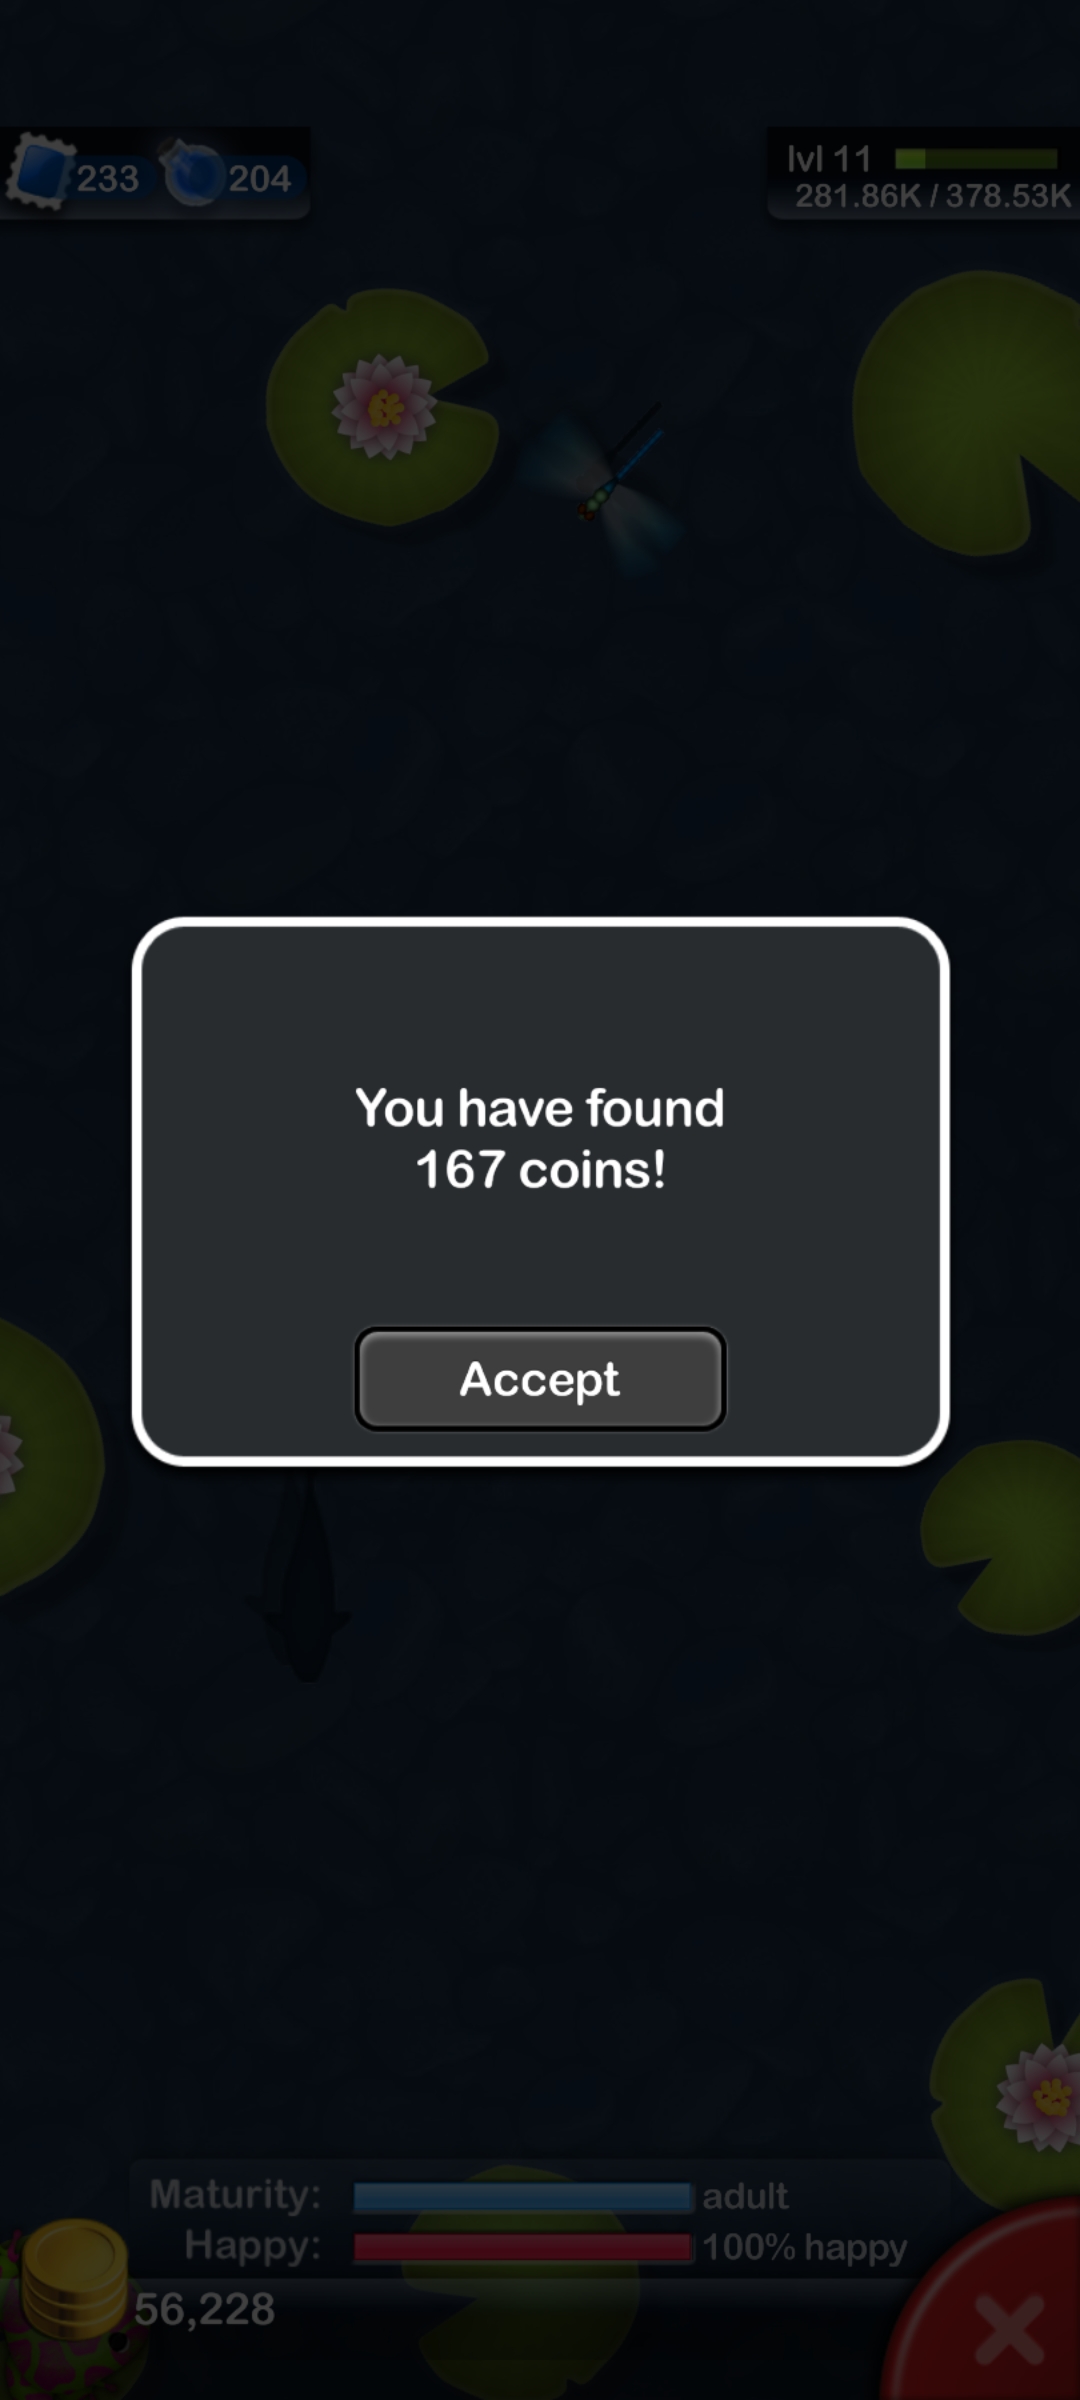 233
204
lvl 11
281.86K / 378.53K
You have found
167 coins!
Accept
Maturity:
adult
Happy:
100% happy
56,228